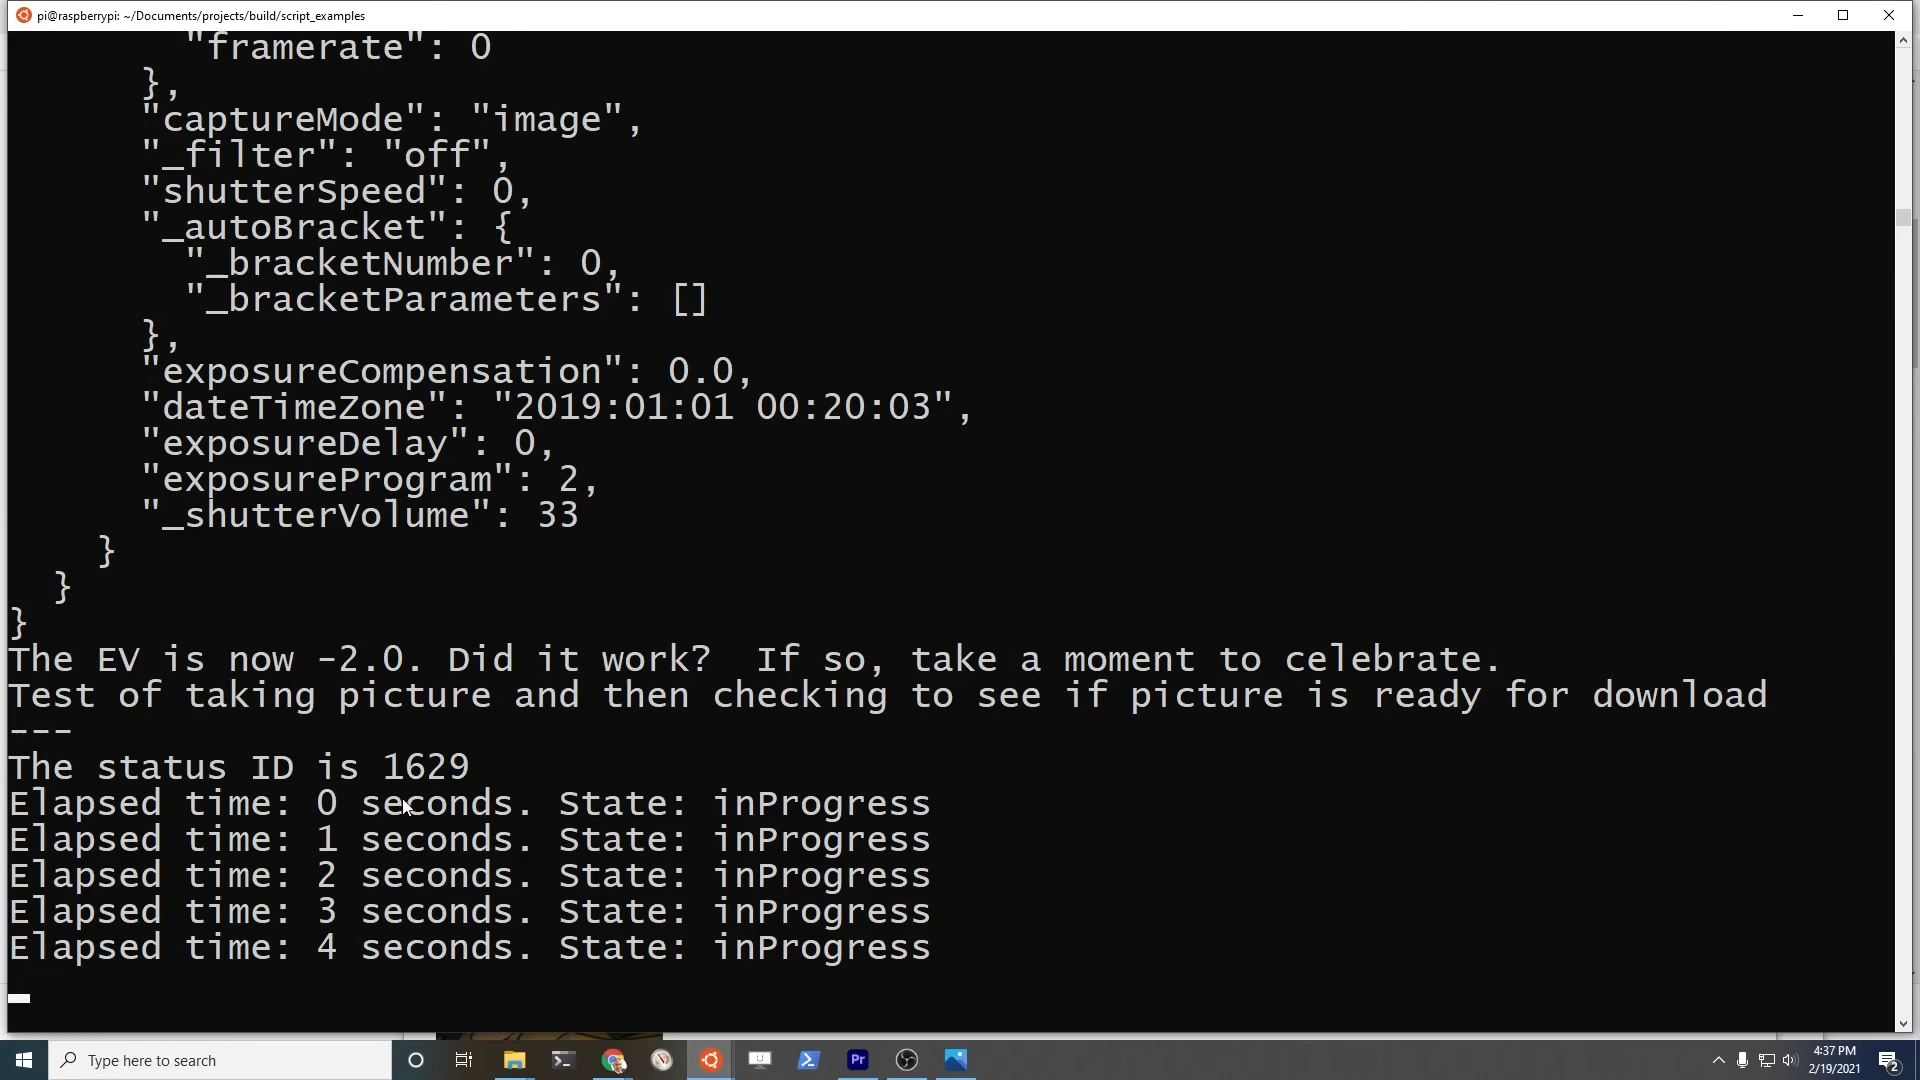 pi@raspberrypi: ~/Documents/projects/build/script_examples
"framerate": 0
},
"captureMode": "image",
"_filter": "off",
"shutterSpeed": 0,
"_autoBracket": {
"_bracketNumber": 0,
"_bracketParameters": []
},
"exposureCompensation": 0.0,
"dateTimeZone": "2019:01:01 00:20:03",
"exposureDelay": 0,
"exposureProgram": 2,
"_shutterVolume": 33
}
}
}
The EV is now -2.0. Did it work?  If so, take a moment to celebrate.
Test of taking picture and then checking to see if picture is ready for download
---
The status ID is 1629
Elapsed time: 0 seconds. State: inProgress
Elapsed time: 1 seconds. State: inProgress
Elapsed time: 2 seconds. State: inProgress
Elapsed time: 3 seconds. State: inProgress
Elapsed time: 4 seconds. State: inProgress
Type here to search
Pr
4:37 PM
2/19/2021
2